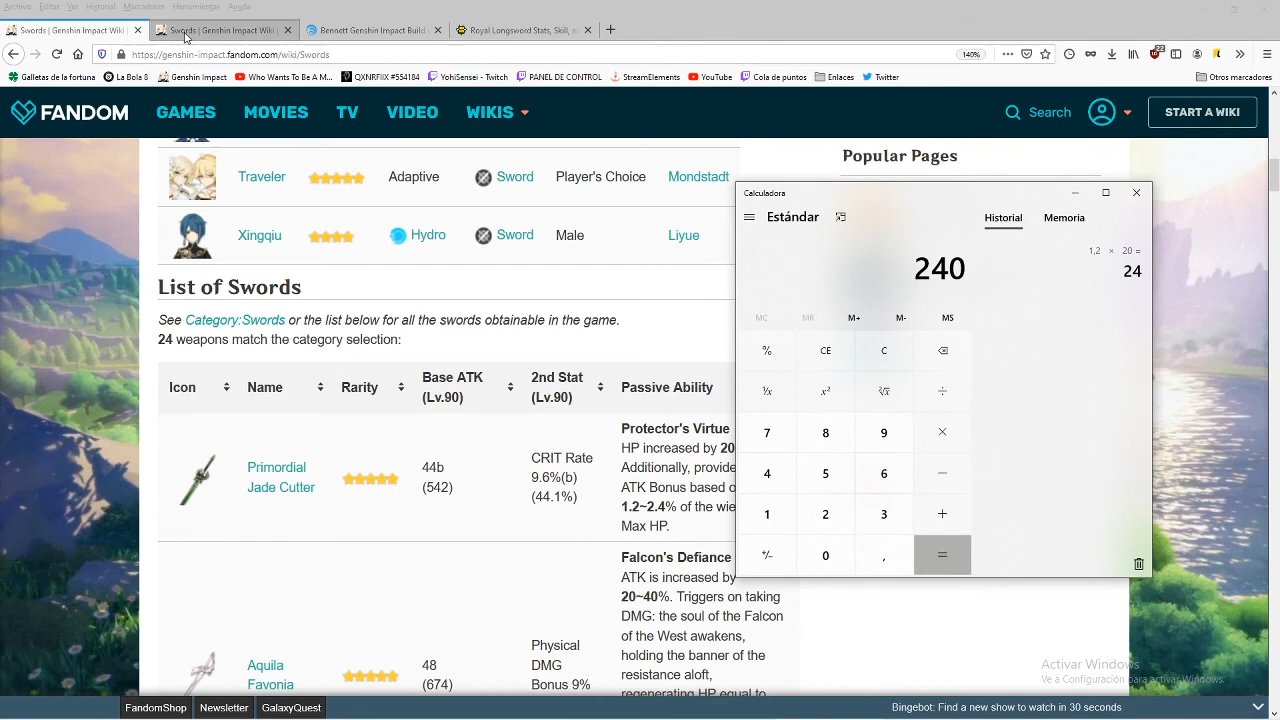 Archivo Editar Ver Historial Marcadores Herramientas Ayuda
Swords | Genshin Impact Wiki Swords | Genshin Impact Wiki Bennett Genshin Impact Build Royal Longsword Stats, Skill,
https://genshin-impact.fandom.com/wiki/Swords 140%
Galletas de la fortuna La Bola 8 Genshin Impact Who Wants To Be A M... QXNRFIIX #554184 YohiSensei - Twitch PANEL DE CONTROL StreamElements YouTube Cola de puntos Enlaces Twitter Otros marcadores
FANDOM GAMES MOVIES TV VIDEO WIKIS Search START A WIKI
Popular Pages
Traveler Adaptive Sword Player's Choice Mondstadt
Xingqiu Hydro Sword Male Liyue
List of Swords
See Category:Swords or the list below for all the swords obtainable in the game.
24 weapons match the category selection:
Icon Name Rarity Base ATK (Lv.90) 2nd Stat (Lv.90) Passive Ability
Primordial Jade Cutter
44b
(542)
CRIT Rate
9.6%(b)
(44.1%)
Protector's Virtue
HP increased by 20
Additionally, provide
ATK Bonus based o
1.2~2.4% of the wie
Max HP.
Aquila
Favonia
48
(674)
Physical
DMG
Bonus 9%
Falcon's Defiance
ATK is increased by
20~40%. Triggers on taking
DMG: the soul of the Falcon
of the West awakens,
holding the banner of the
resistance aloft,
regenerating HP equal to
Calculadora
Estándar Historial Memoria
1,2 × 20 =
24
240
MC MR M+ M- MS
% CE C
¹/x x² ²√x ÷
7 8 9 ×
4 5 6 −
1 2 3 +
+/- 0 , =
Activar Windows
Ve a Configuración para activar Windows.
FandomShop Newsletter GalaxyQuest Bingebot: Find a new show to watch in 30 seconds